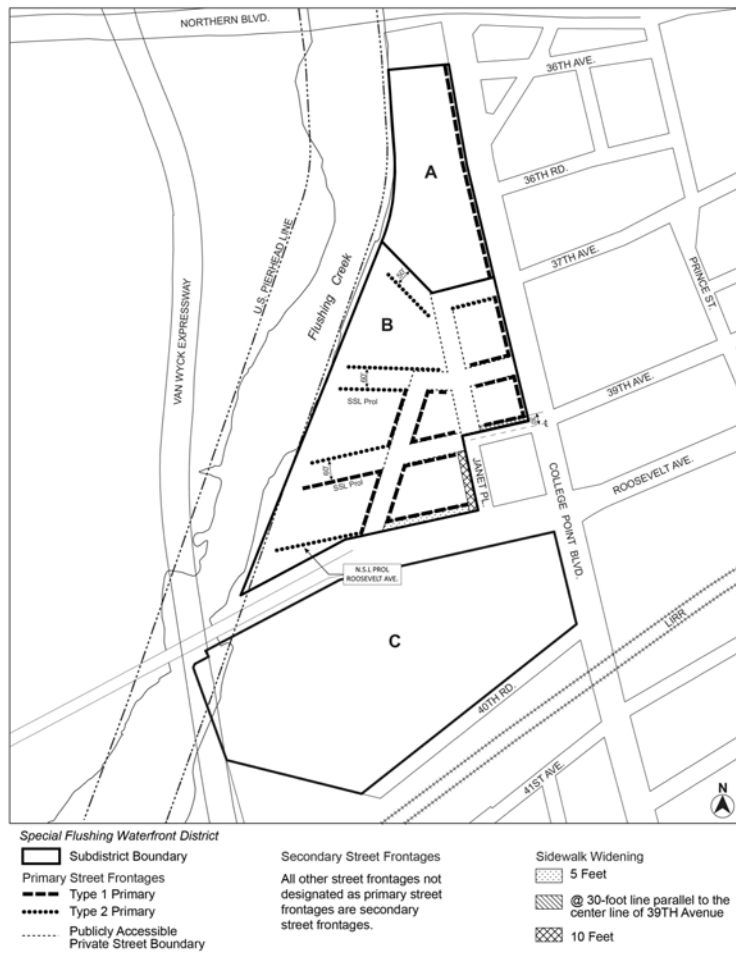 NORTHERN BLVD.
36TH AVE.
A
36TH RD.
37TH AVE.
PRINCE ST.
U.S. PIERHEAD LINE
Flushing Creek
VAN WYCK EXPRESSWAY
50'
B
60'
SSL Prol
39TH AVE.
60'
SSL Prol
JANET PL.
COLLEGE POINT BLVD.
ROOSEVELT AVE.
N.S.L PROL
ROOSEVELT AVE.
C
LIRR
40TH RD.
41ST AVE.
N
Special Flushing Waterfront District
Subdistrict Boundary
Primary Street Frontages
Type 1 Primary
Type 2 Primary
Publicly Accessible
Private Street Boundary
Secondary Street Frontages
All other street frontages not
designated as primary street
frontages are secondary
street frontages.
Sidewalk Widening
5 Feet
@ 30-foot line parallel to the
center line of 39TH Avenue
10 Feet